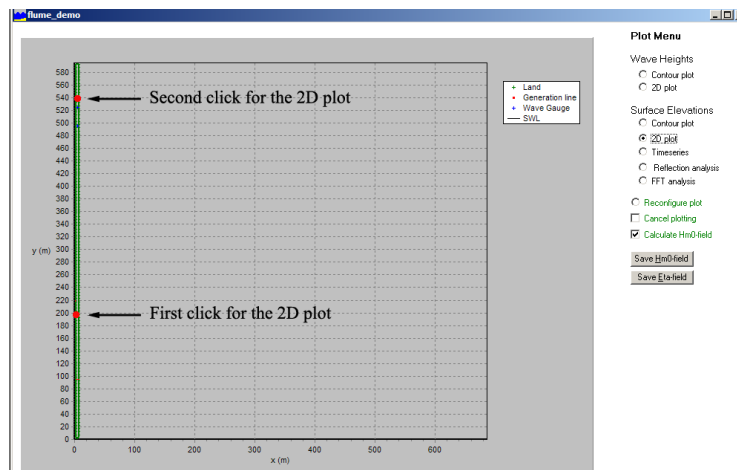 flume_demo
Plot Menu
Wave Heights
Contour plot
2D plot
Surface Elevations
Contour plot
2D plot
Timeseries
Reflection analysis
FFT analysis
Reconfigure plot
Cancel plotting
Calculate Hm0-field
Save Hm0-field
Save Eta-field
Land
Generation line
Wave Gauge
SWL
Second click for the 2D plot
First click for the 2D plot
y (m)
580
560
540
520
500
480
460
440
420
400
380
360
340
320
300
280
260
240
220
200
180
160
140
120
100
80
60
40
20
0
0 100 200 300 400 500 600
x (m)